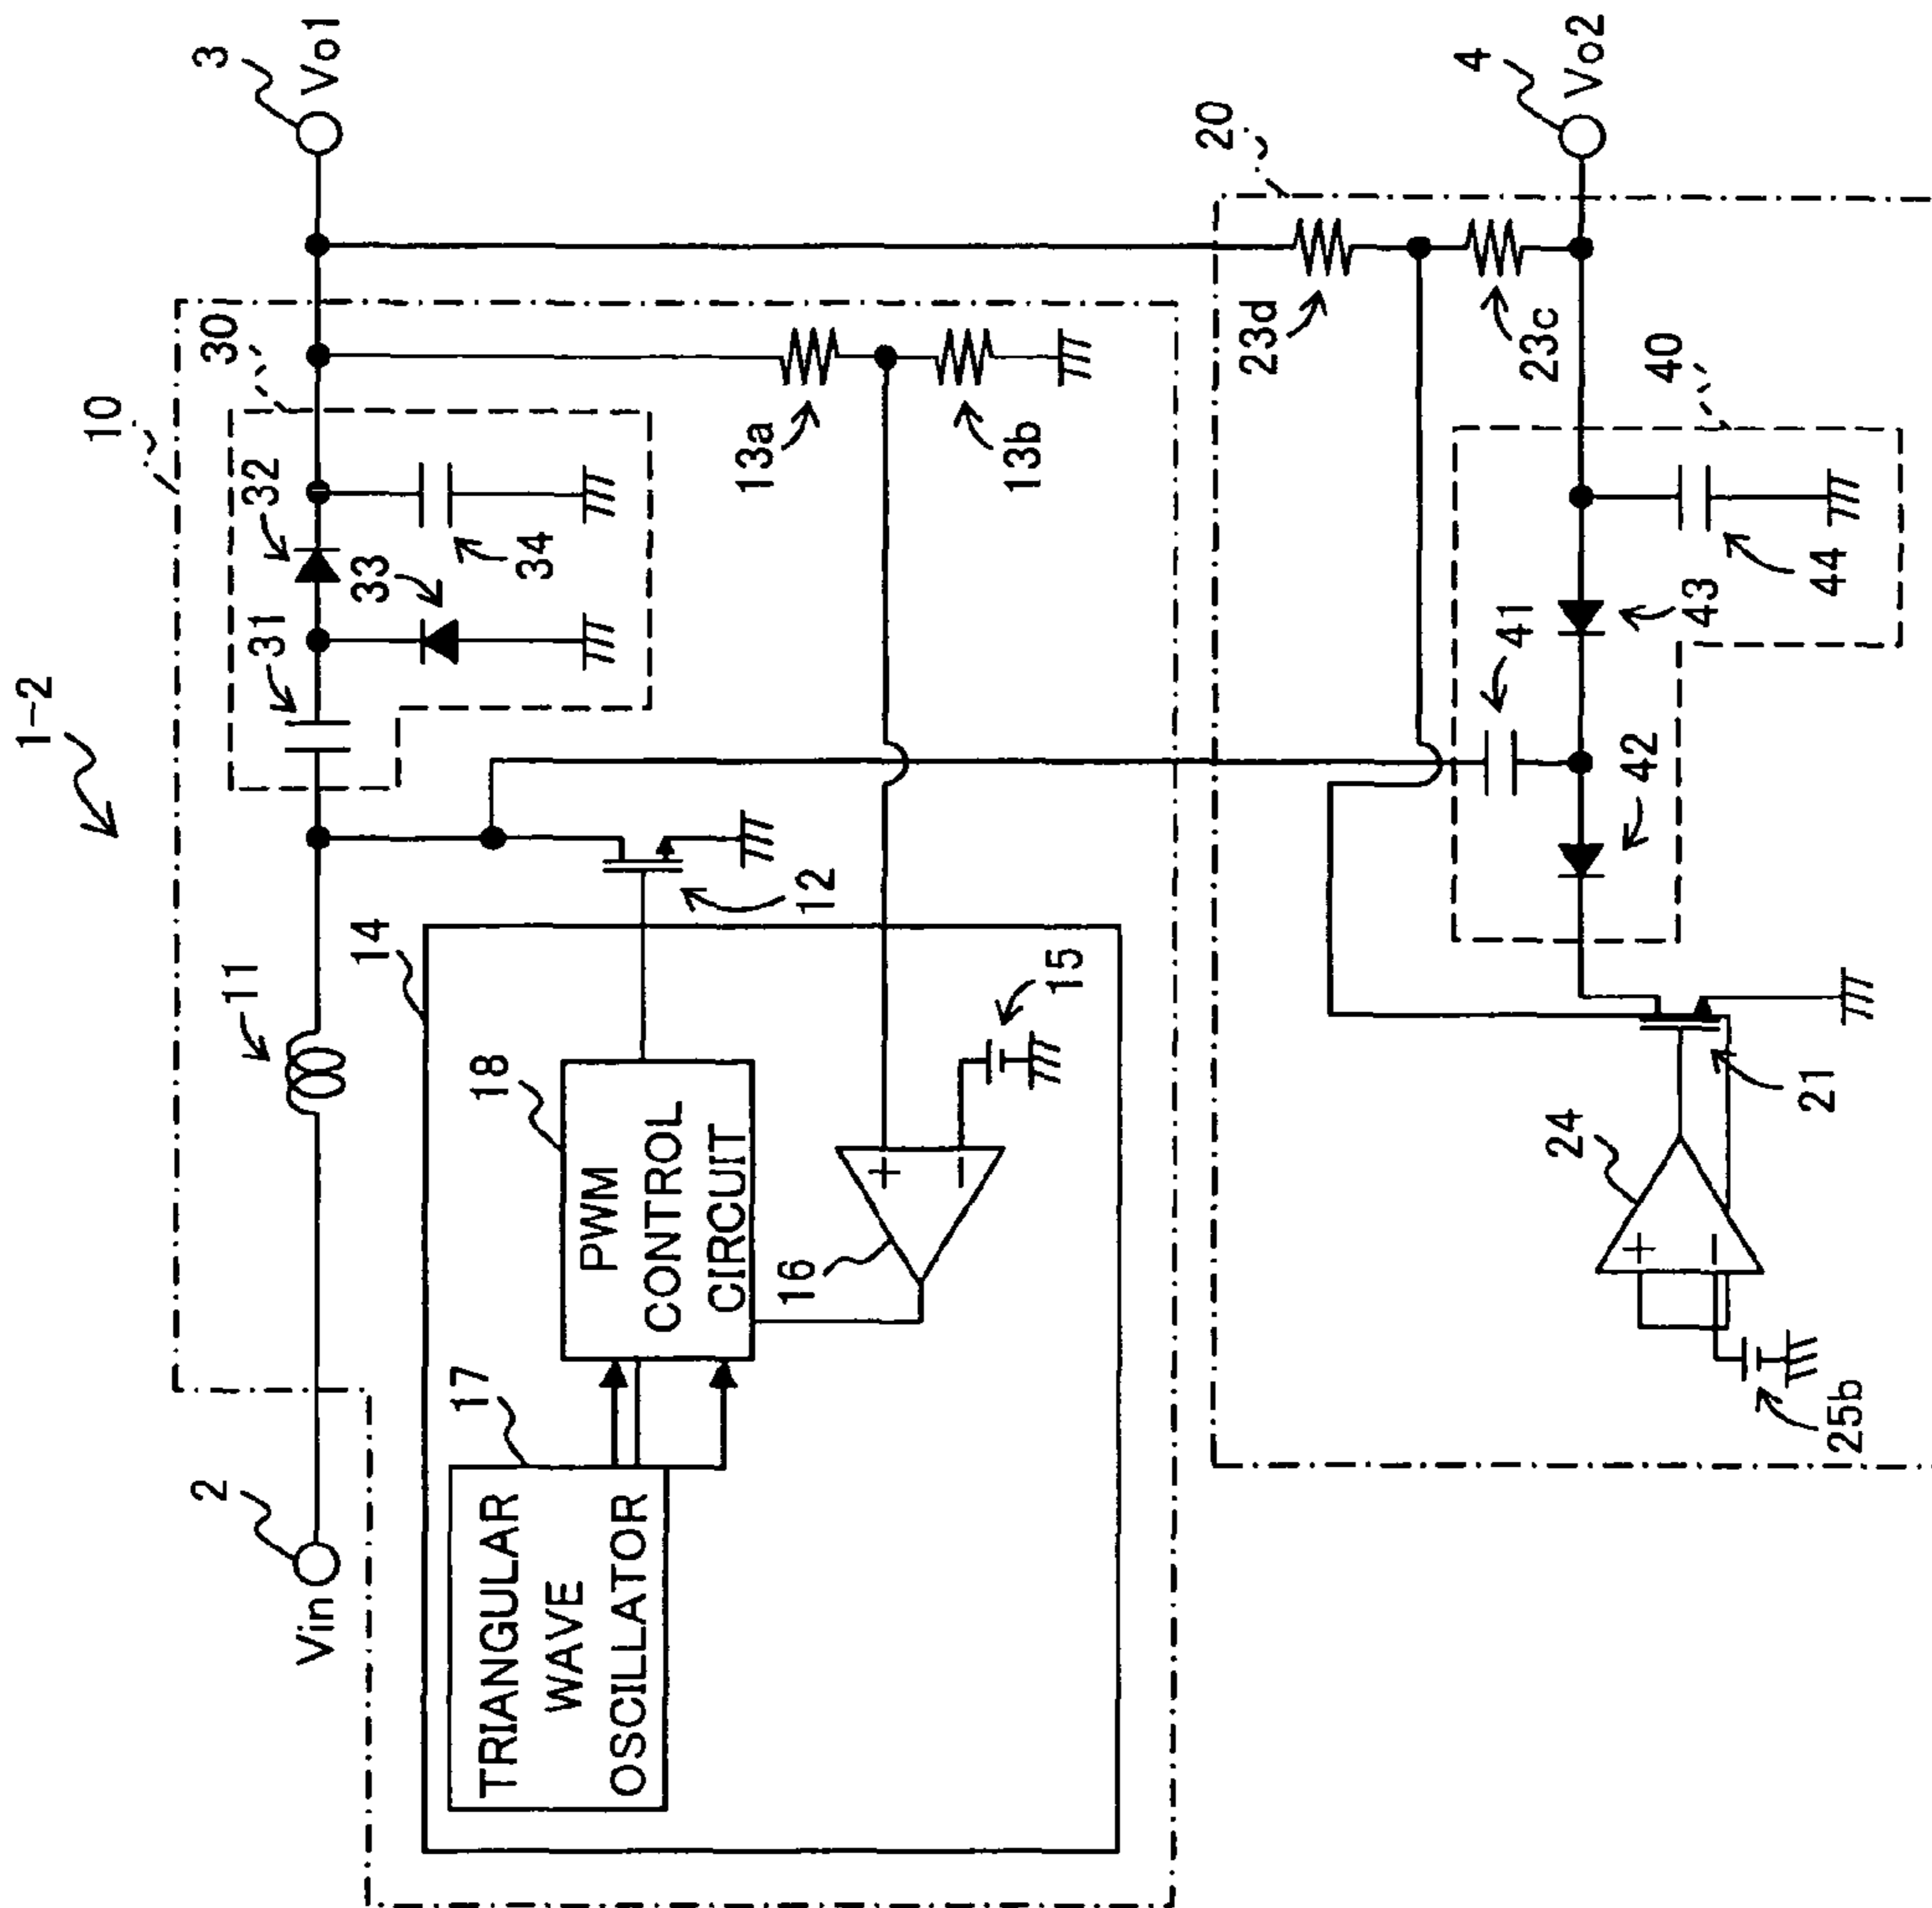 1-2
10
30
3
Vo1
2
Vin
11
31
32
33
34
14
12
13a
13b
17
TRIANGULAR
WAVE
OSCILLATOR
18
PWM
CONTROL
CIRCUIT
16
+
−
15
20
4
Vo2
23d
23c
40
41
42
43
44
24
+
−
21
25b